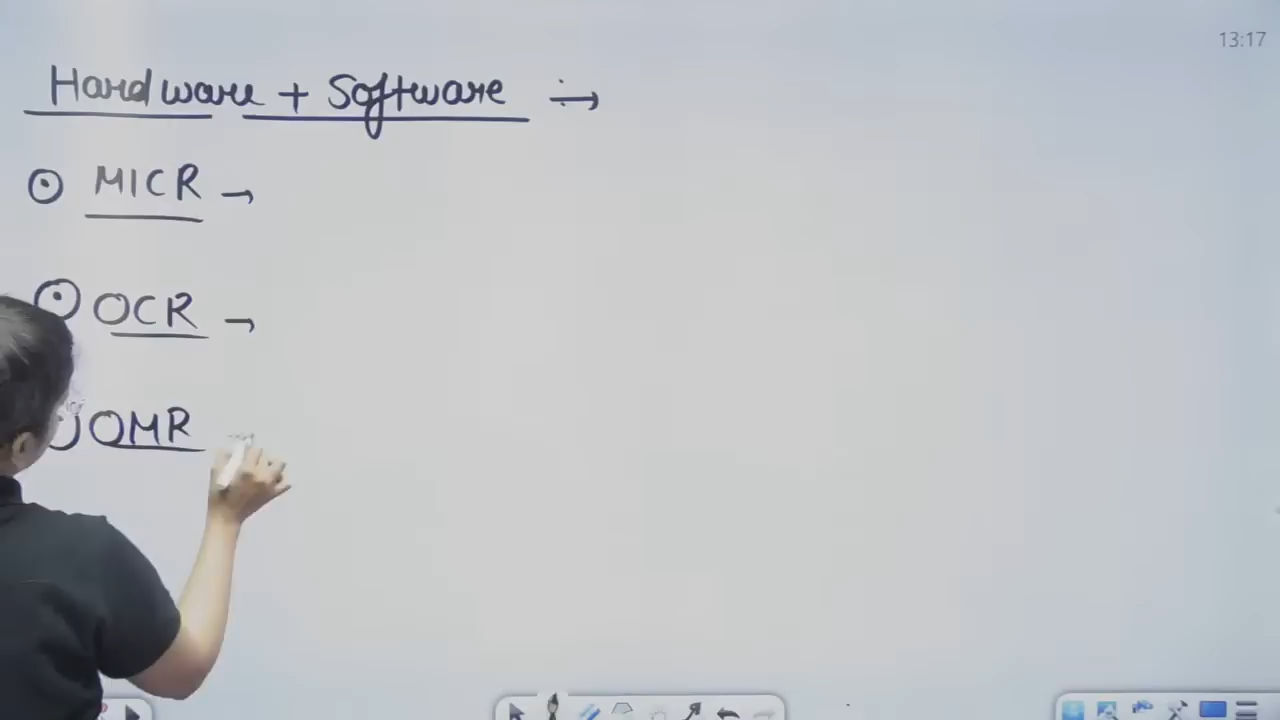 13:17
Hardware + Software →
⊙ MICR →
⊙ OCR →
OMR